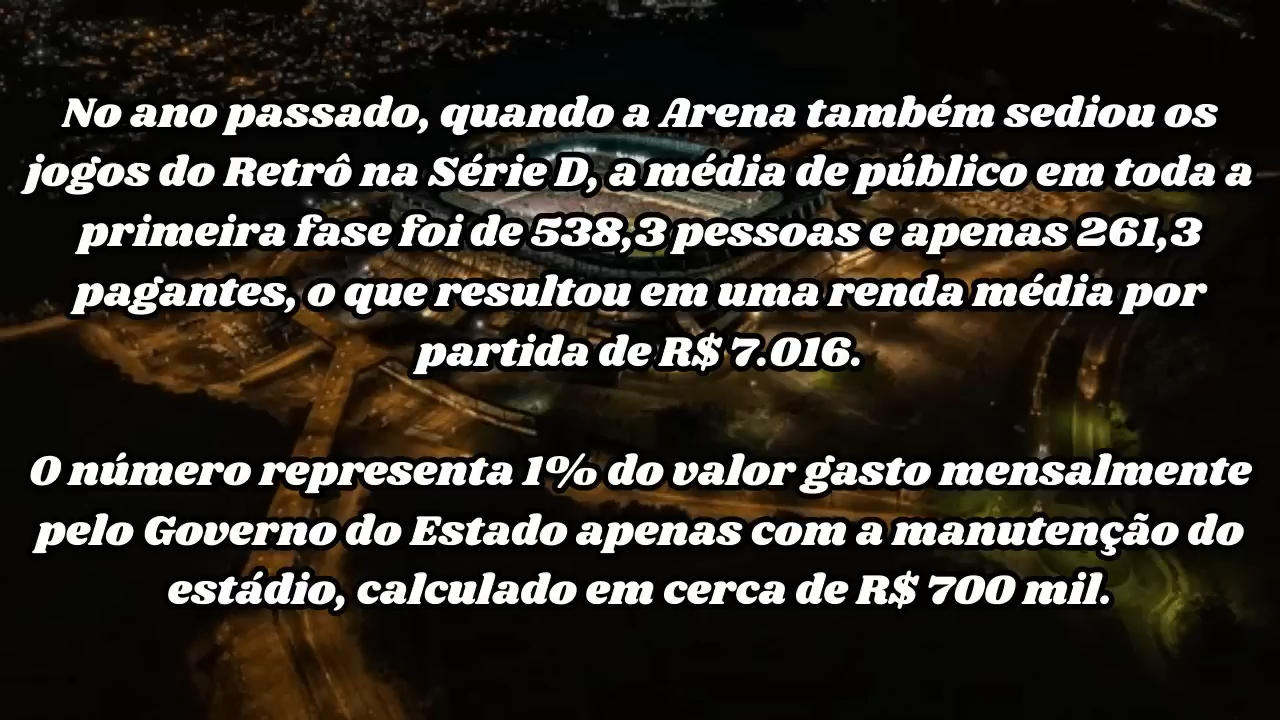 No ano passado, quando a Arena também sediou os
jogos do Retrô na Série D, a média de público em toda a
primeira fase foi de 538,3 pessoas e apenas 261,3
pagantes, o que resultou em uma renda média por
partida de R$ 7.016.
O número representa 1% do valor gasto mensalmente
pelo Governo do Estado apenas com a manutenção do
estádio, calculado em cerca de R$ 700 mil.